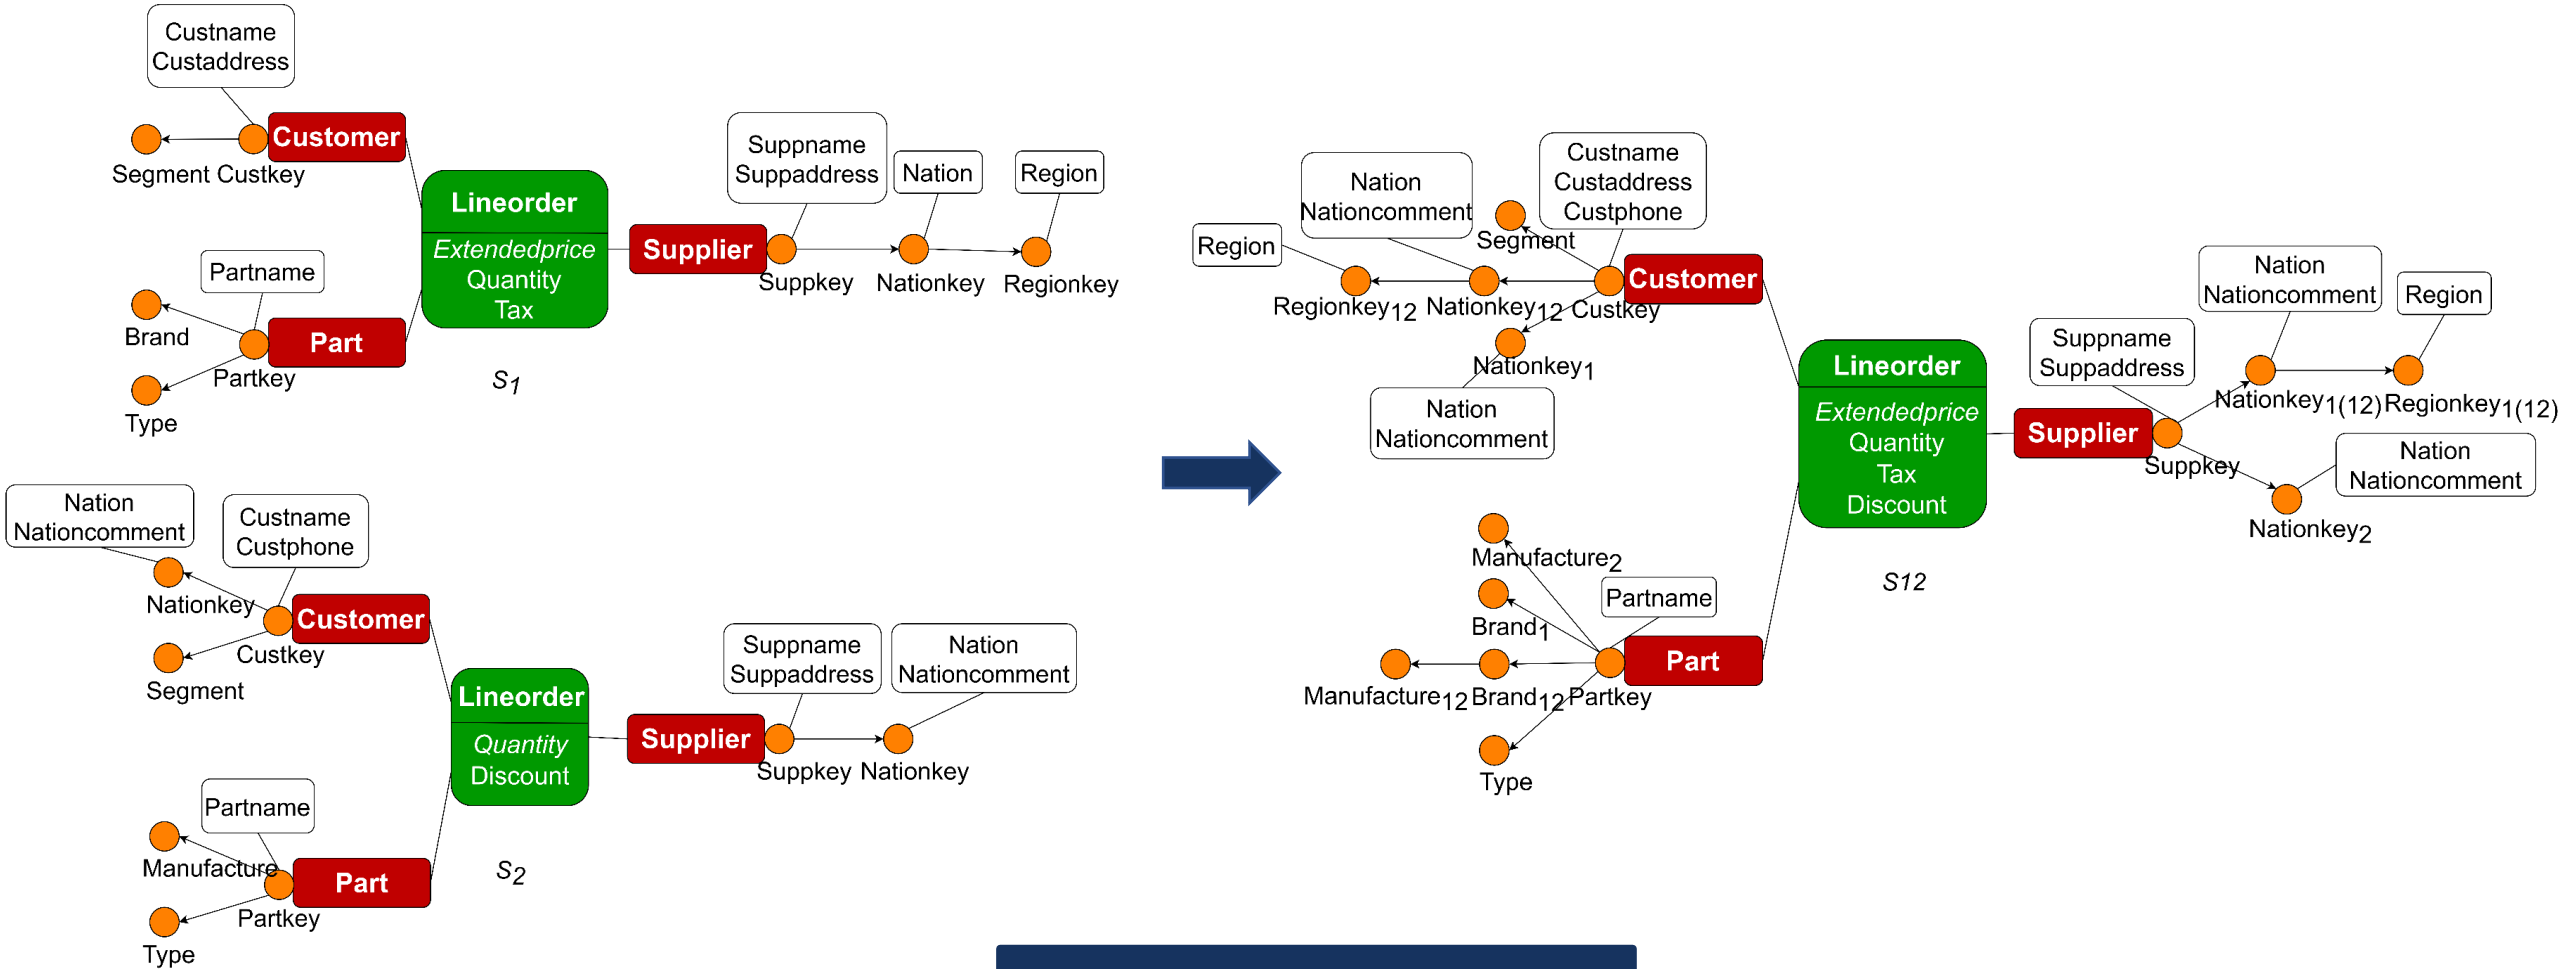 Custname
Custaddress
Customer
Segment Custkey
Partname
Brand
Part
Partkey
Type
Lineorder
Extendedprice
Quantity
Tax
S1
Suppname
Suppaddress
Nation
Region
Supplier
Suppkey
Nationkey
Regionkey
Nation
Nationcomment
Custname
Custphone
Nationkey
Customer
Custkey
Segment
Partname
Manufacture
Part
Partkey
Type
Lineorder
Quantity
Discount
S2
Suppname
Suppaddress
Nation
Nationcomment
Supplier
Suppkey Nationkey
Custname
Custaddress
Custphone
Nation
Nationcomment
Segment
Region
Customer
Regionkey12
Nationkey12
Custkey
Nationkey1
Nation
Nationcomment
Manufacture2
Partname
Brand1
Part
Manufacture12
Brand12
Partkey
Type
Lineorder
Extendedprice
Quantity
Tax
Discount
S12
Suppname
Suppaddress
Nation
Nationcomment
Region
Nationkey1(12)
Regionkey1(12)
Supplier
Suppkey
Nation
Nationcomment
Nationkey2